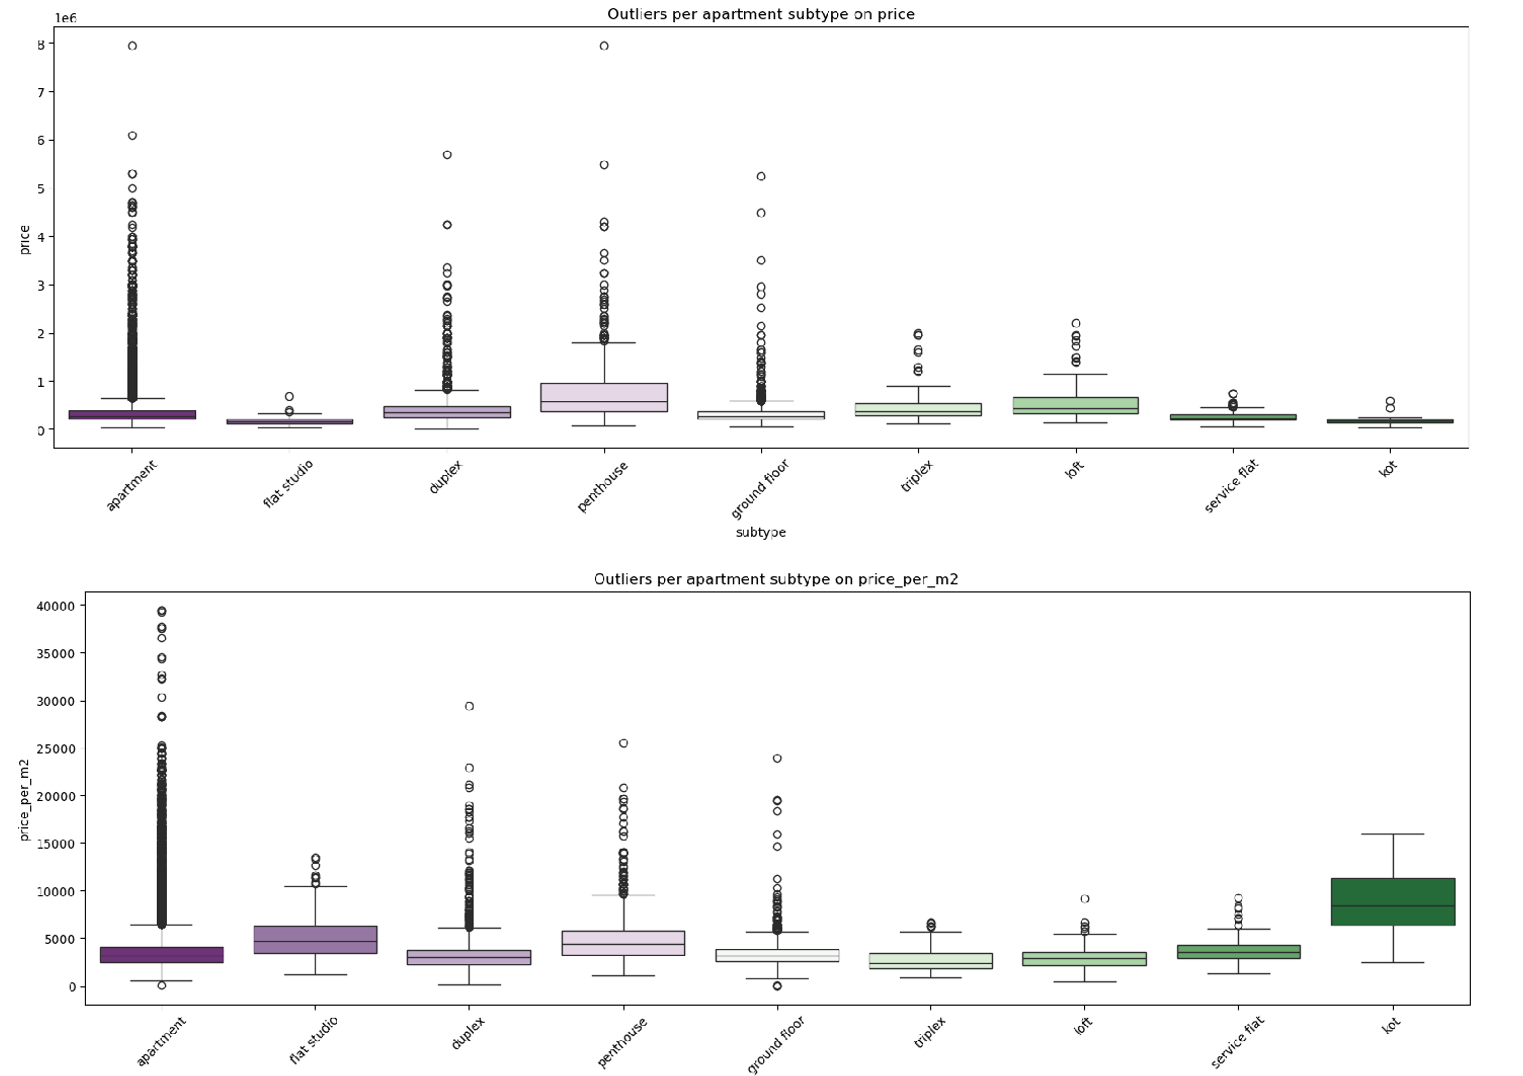 Outliers per apartment subtype on price
1e6
8
7
6
5
4
3
2
1
0
price
apartment
flat studio
duplex
penthouse
ground floor
triplex
loft
service flat
kot
subtype
Outliers per apartment subtype on price_per_m2
40000
35000
30000
25000
20000
15000
10000
5000
0
price_per_m2
apartment
flat studio
duplex
penthouse
ground floor
triplex
loft
service flat
kot